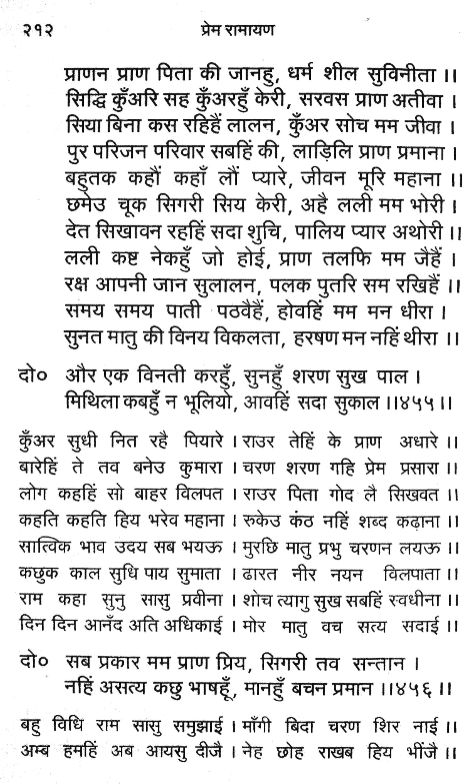 २१२ प्रेम रामायण
प्राणन प्राण पिता की जानहु, धर्म शील सुविनीता ।।
सिद्धि कुँअरि सह कुँअरहुँ केरी, सरवस प्राण अतीवा ।
सिया बिना कस रहिहैं लालन, कुँअर सोच मम जीवा ।।
पुर परिजन परिवार सबहिं की, लाड़िलि प्राण प्रमाना ।
बहुतक कहौं कहाँ लौं प्यारे, जीवन मूरि महाना ।।
छमेउ चूक सिगरी सिय केरी, अहै लली मम भोरी ।
देत सिखावन रहहिं सदा शुचि, पालिय प्यार अथोरी ।।
लली कष्ट नेकहुँ जो होई, प्राण तलफि मम जैहैं ।
रक्ष आपनी जान सुलालन, पलक पुतरि सम रखिहैं ।।
समय समय पाती पठवैहैं, होवहिं मम मन धीरा ।
सुनत मातु की विनय विकलता, हरषण मन नहिं थीरा ।।
दो० और एक विनती करहुँ, सुनहुँ शरण सुख पाल ।
मिथिला कबहुँ न भूलियो, आवहिं सदा सुकाल ।।४५५।।
कुँअर सुधी नित रहै पियारे । राउर तेहिं के प्राण अधारे ।।
बारेहिं ते तव बनेउ कुमारा । चरण शरण गहि प्रेम प्रसारा ।।
लोग कहहिं सो बाहर विलपत । राउर पिता गोद लै सिखवत ।।
कहति कहति हिय भरेव महाना । रुकेउ कंठ नहिं शब्द कढ़ाना ।।
सात्विक भाव उदय सब भयऊ । मुरछि मातु प्रभु चरणन लयऊ ।।
कछुक काल सुधि पाय सुमाता । ढारत नीर नयन विलपाता ।।
राम कहा सुनु सासु प्रवीना । शोच त्यागु सुख सबहिं स्वधीना ।।
दिन दिन आनँद अति अधिकाई । मोर मातु वच सत्य सदाई ।।
दो० सब प्रकार मम प्राण प्रिय, सिगरी तव सन्तान ।
नहिं असत्य कछु भाषहूँ, मानहुँ बचन प्रमान ।।४५६।।
बहु विधि राम सासु समुझाई । माँगी बिदा चरण शिर नाई ।।
अम्ब हमहिं अब आयसु दीजै । नेह छोह राखब हिय भींजै ।।